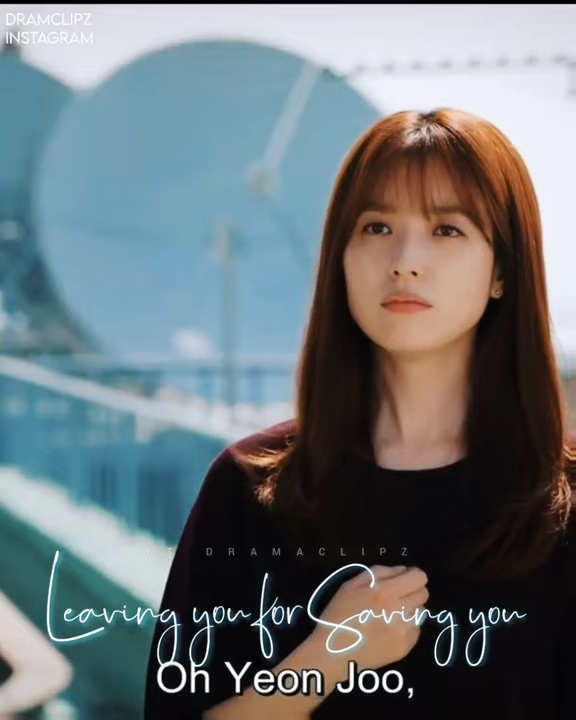 DRAMCLIPZ
INSTAGRAM
DRAMACLIPZ
Leaving you for Saving you
Oh Yeon Joo,